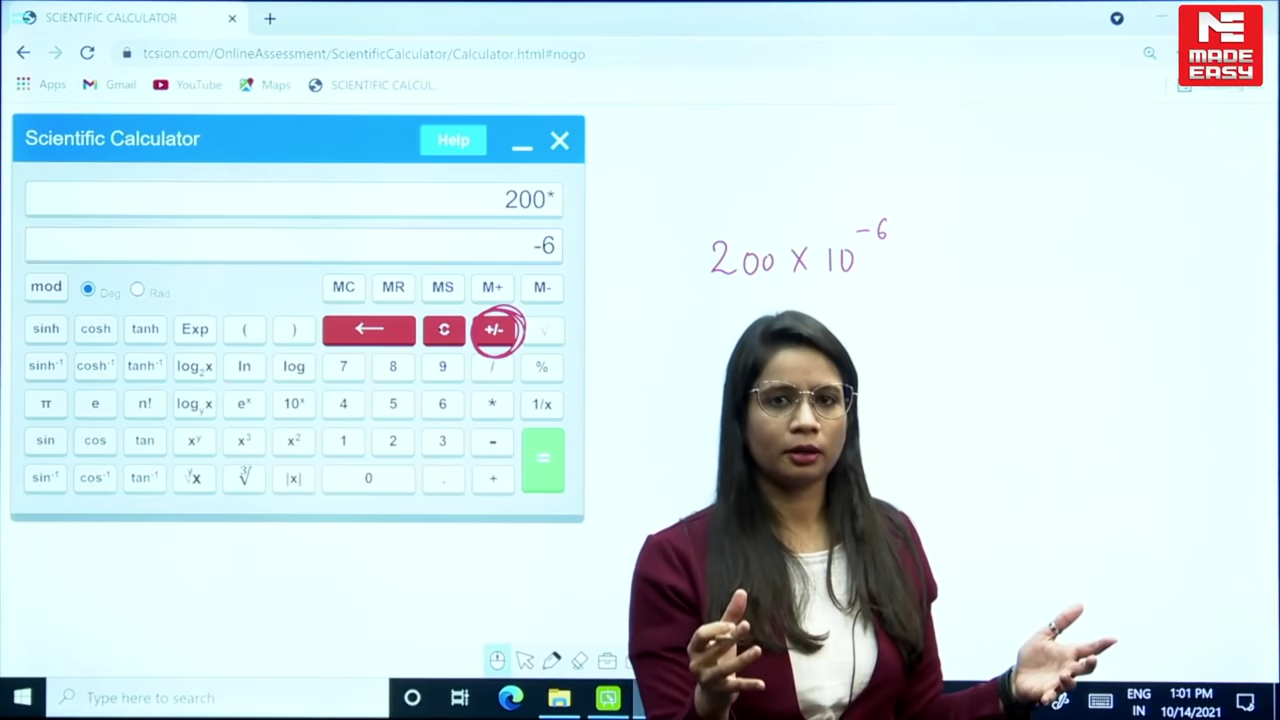 SCIENTIFIC CALCULATOR × +
tcsion.com/OnlineAssessment/ScientificCalculator/Calculator.html#nogo
Apps Gmail YouTube Maps SCIENTIFIC CALCUL...
MADE
EASY
Scientific Calculator Help
200*
-6
mod Deg Rad MC MR MS M+ M-
sinh cosh tanh Exp ( ) ← C +/- √
sinh⁻¹ cosh⁻¹ tanh⁻¹ log₂x ln log 7 8 9 / %
π e n! logᵧx eˣ 10ˣ 4 5 6 * 1/x
sin cos tan xʸ x³ x² 1 2 3 - =
sin⁻¹ cos⁻¹ tan⁻¹ ʸ√x ³√ |x| 0 . +
200 × 10⁻⁶
Type here to search
ENG 1:01 PM
IN 10/14/2021